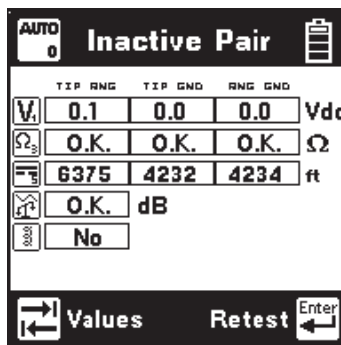 AUTO
0
Inactive Pair
TIP RNG TIP GND RNG GND
V 0.1 0.0 0.0 Vdc
Ω3 O.K. O.K. O.K. Ω
6375 4232 4234 ft
O.K. dB
No
Values Retest Enter